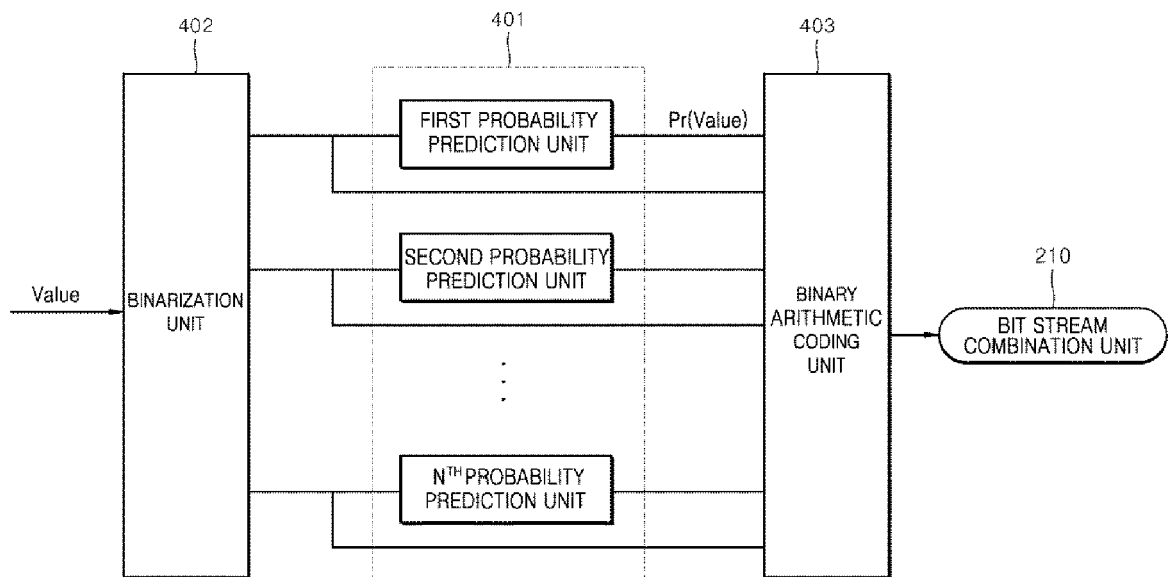 402
401
403
FIRST PROBABILITY
PREDICTION UNIT
Pr(Value)
SECOND PROBABILITY
PREDICTION UNIT
210
Value
BINARIZATION
UNIT
BINARY
ARITHMETIC
CODING
UNIT
BIT STREAM
COMBINATION UNIT
NTH PROBABILITY
PREDICTION UNIT